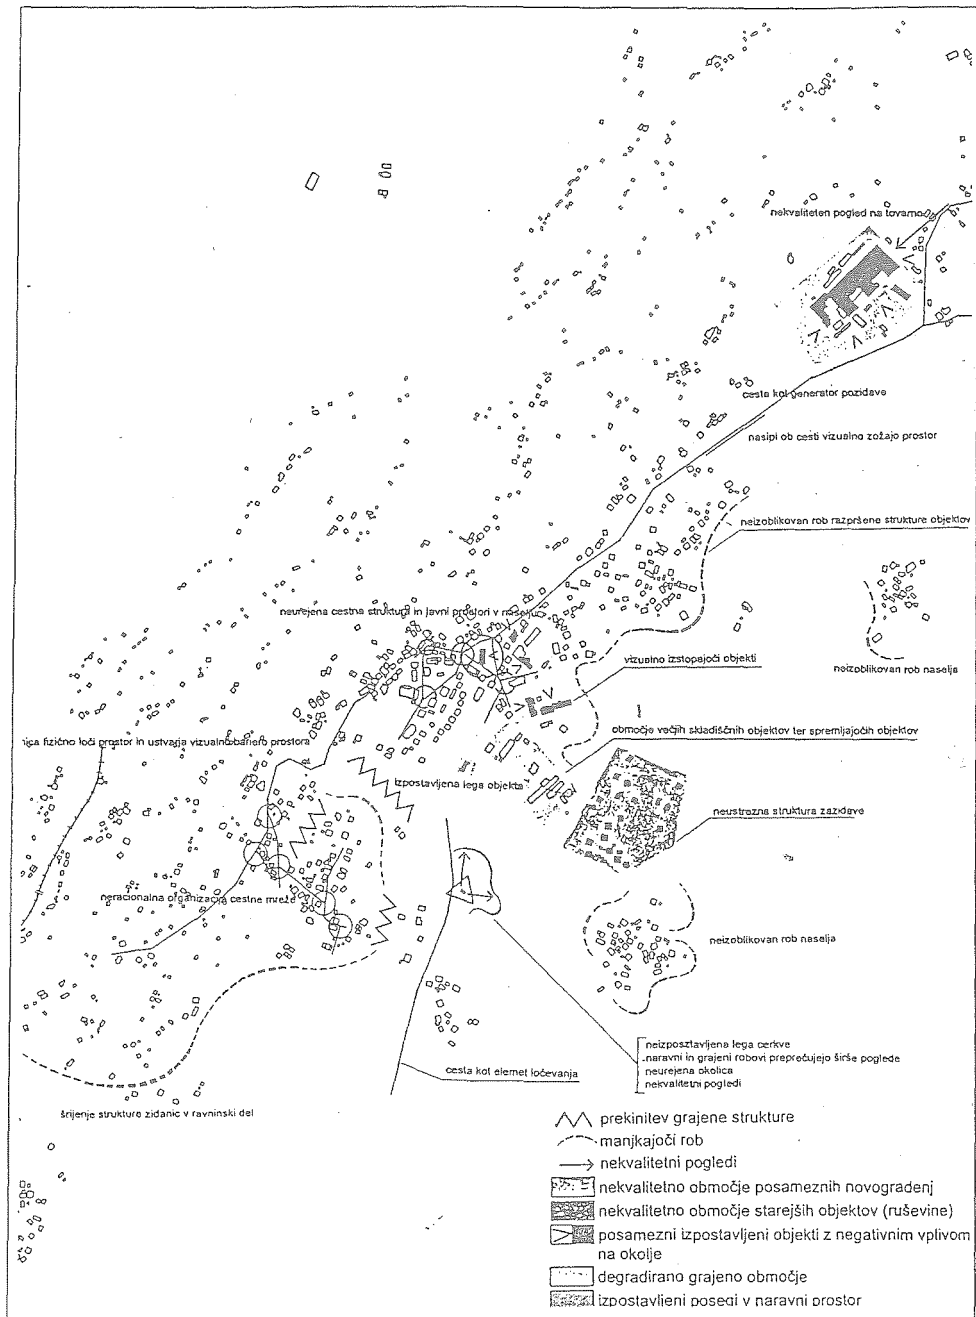 nekvaliteten pogled na tovarno
cesta kot generator pozidave
nasipi ob cesti vizualno zožajo prostor
neizoblikovan rob razpršene strukture objektov
neurejena cestna struktura in javni prostori v naselju
vizualno izstopajoči objekti
neizoblikovan rob naselja
območje večjih skladiščnih objektov ter spremljajočih objektov
nica fizično loči prostor in ustvarja vizualno bariero prostora
izpostavljena lega objekta
neustrezna struktura zazidave
neracionalna organizacija cestne mreže
neizoblikovan rob naselja
neizpostavljena lega cerkve
naravni in grajeni robovi preprečujejo širše poglede
neurejena okolica
nekvalitetni pogledi
cesta kot elemet ločevanja
širjenje strukture zidanic v ravninski del
prekinitev grajene strukture
manjkajoči rob
nekvalitetni pogledi
nekvalitetno območje posameznih novogradenj
nekvalitetno območje starejših objektov (ruševine)
posamezni izpostavljeni objekti z negativnim vplivom
na okolje
degradirano grajeno območje
izpostavljeni posegi v naravni prostor